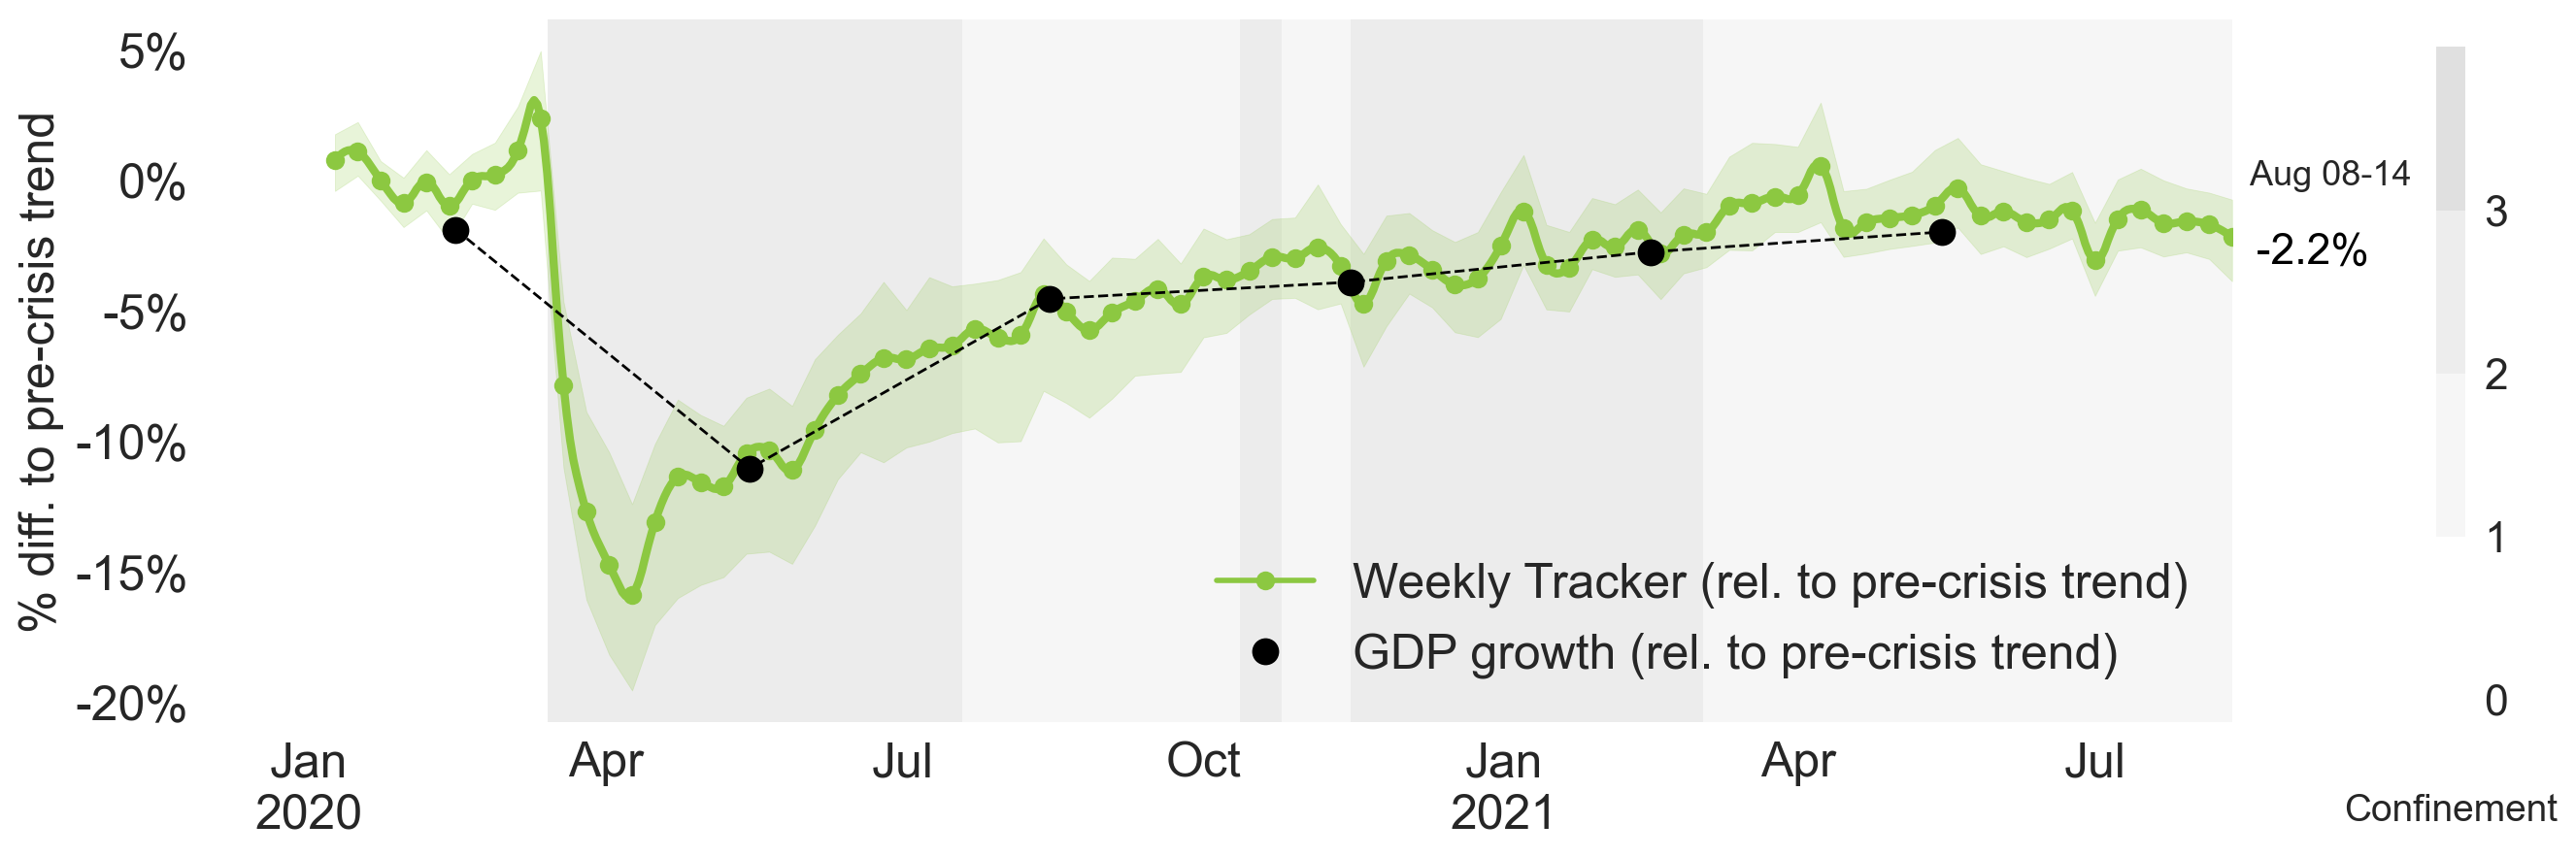 % diff. to pre-crisis trend
5%
0%
-5%
-10%
-15%
-20%
Jan
2020
Apr
Jul
Oct
Jan
2021
Apr
Jul
Weekly Tracker (rel. to pre-crisis trend)
GDP growth (rel. to pre-crisis trend)
Aug 08-14
-2.2%
3
2
1
0
Confinement